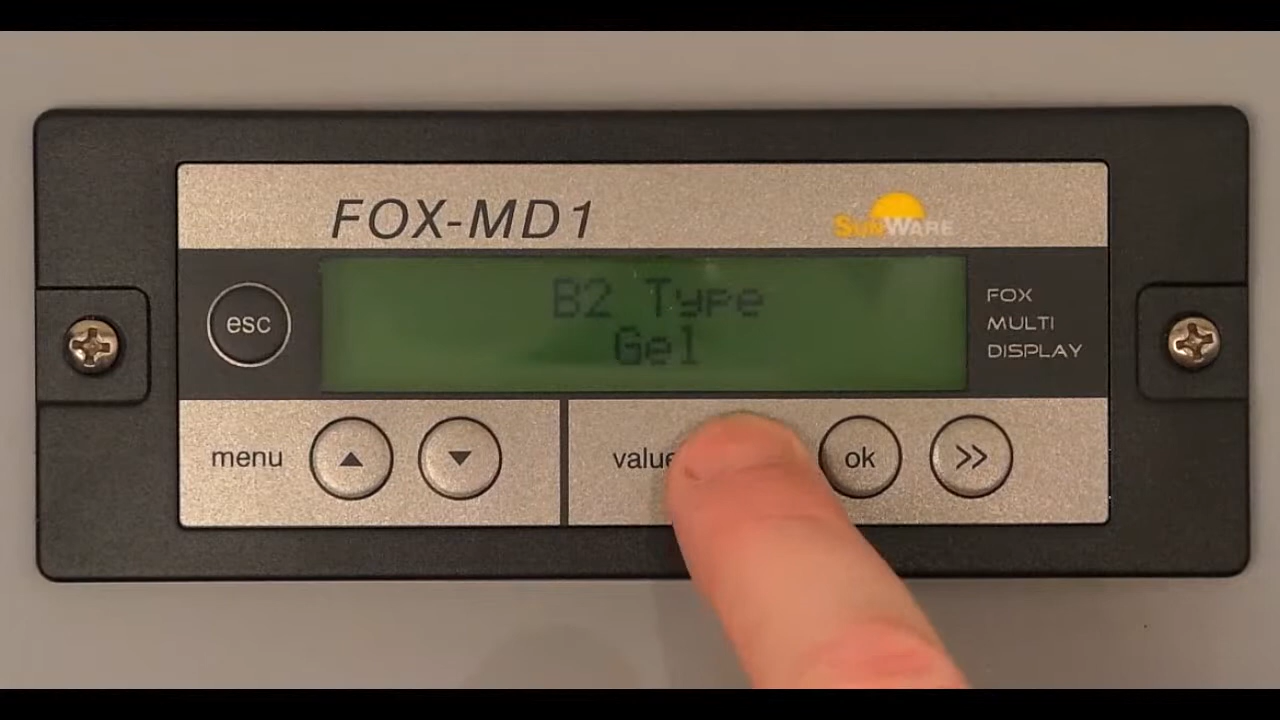 FOX-MD1
SUNWARE
esc
B2 Type
Gel
FOX
MULTI
DISPLAY
menu
value
ok
>>